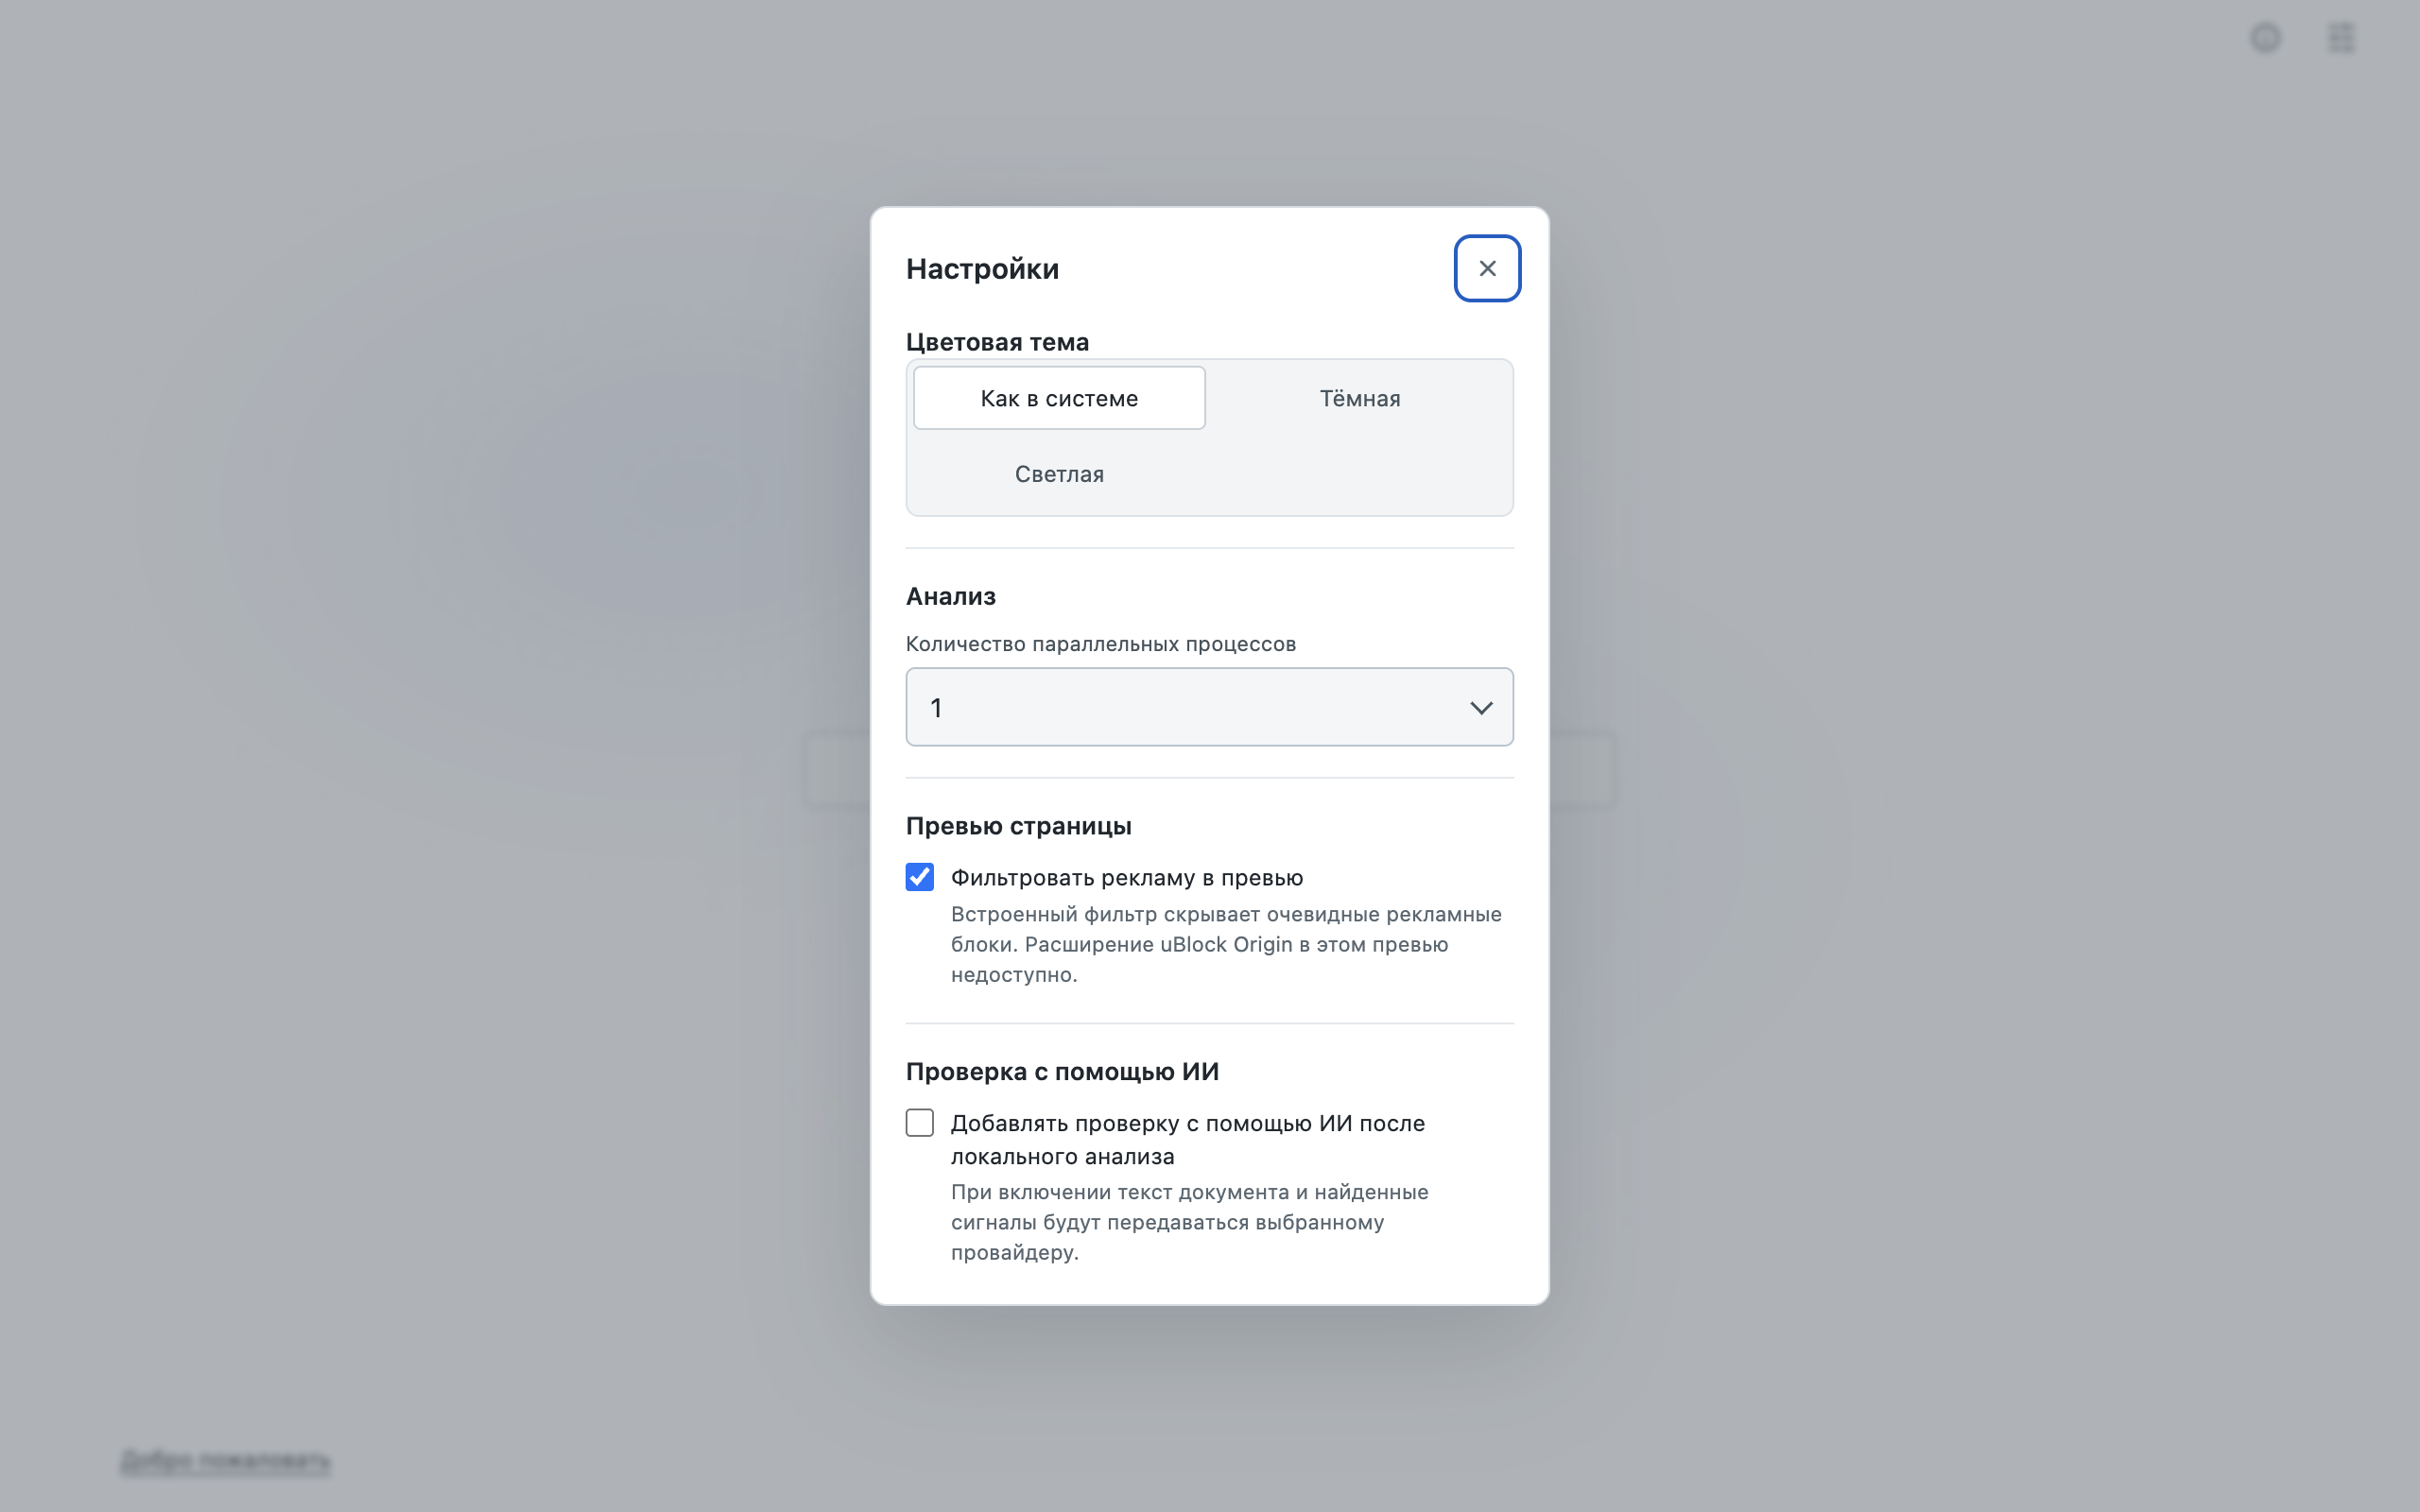 Настройки
Цветовая тема
Как в системе
Тёмная
Светлая
Анализ
Количество параллельных процессов
1
Превью страницы
Фильтровать рекламу в превью
Встроенный фильтр скрывает очевидные рекламные
блоки. Расширение uBlock Origin в этом превью
недоступно.
Проверка с помощью ИИ
Добавлять проверку с помощью ИИ после
локального анализа
При включении текст документа и найденные
сигналы будут передаваться выбранному
провайдеру.
Добро пожаловать